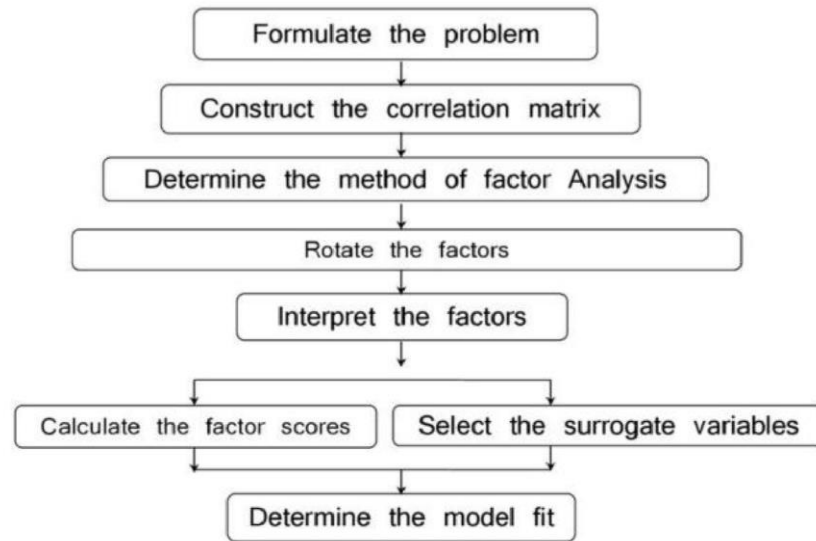 Formulate the problem
Construct the correlation matrix
Determine the method of factor Analysis
Rotate the factors
Interpret the factors
Calculate the factor scores
Select the surrogate variables
Determine the model fit